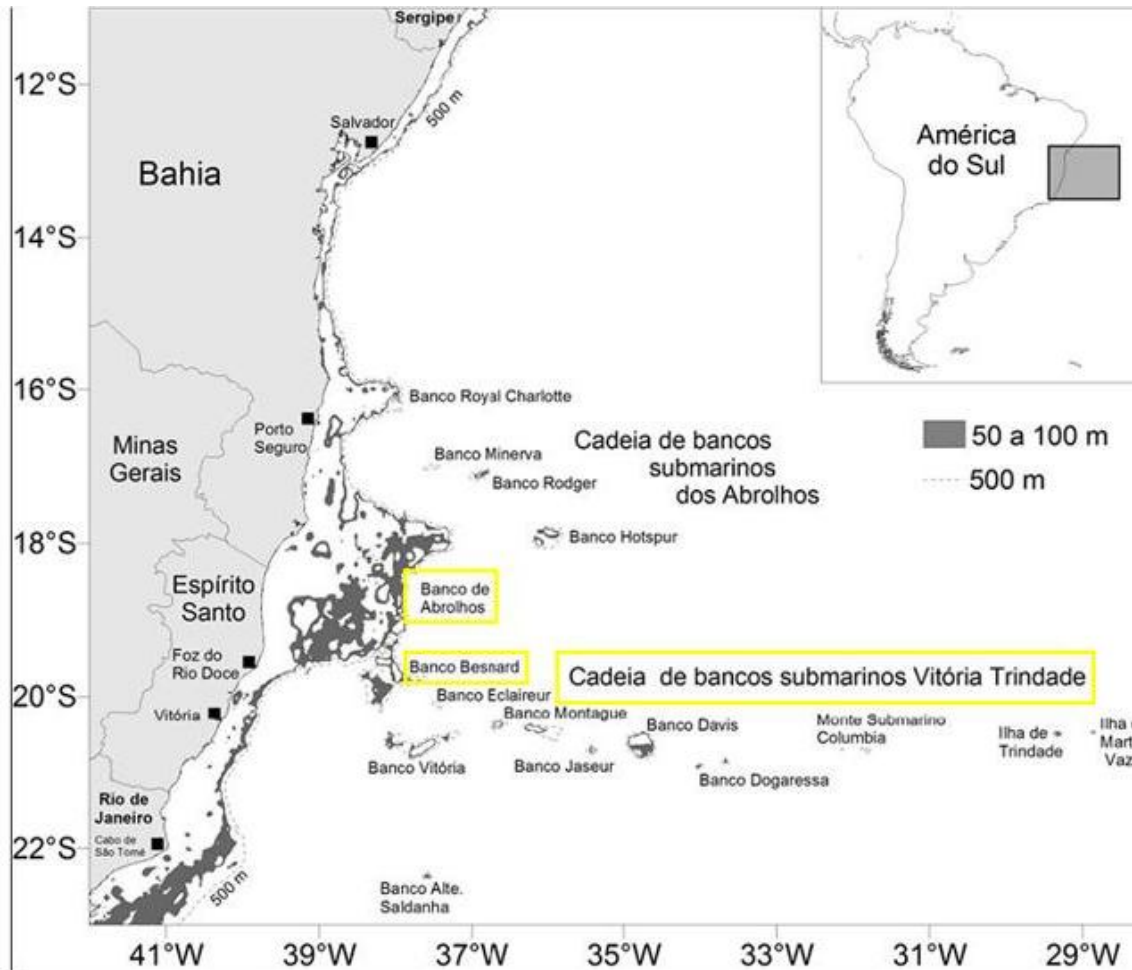 Sergipe
12°S
500 m
Salvador
América
do Sul
Bahia
14°S
16°S
Banco Royal Charlotte
Porto
Seguro
Cadeia de bancos
submarinos
dos Abrolhos
50 a 100 m
500 m
Minas
Gerais
Banco Minerva
Banco Rodger
18°S
Banco Hotspur
Espírito
Santo
Banco de
Abrolhos
Foz do
Rio Doce
Banco Besnard
Cadeia de bancos submarinos Vitória Trindade
20°S
Banco Eclaireur
Vitória
Banco Montague
Banco Davis
Monte Submarino
Columbia
Ilha de
Trindade
Ilha
Mart
Vaz
Banco Vitória
Banco Jaseur
Banco Dogaressa
Rio de
Janeiro
Cabo de
São Tomé
22°S
500 m
Banco Alte.
Saldanha
41°W
39°W
37°W
35°W
33°W
31°W
29°W